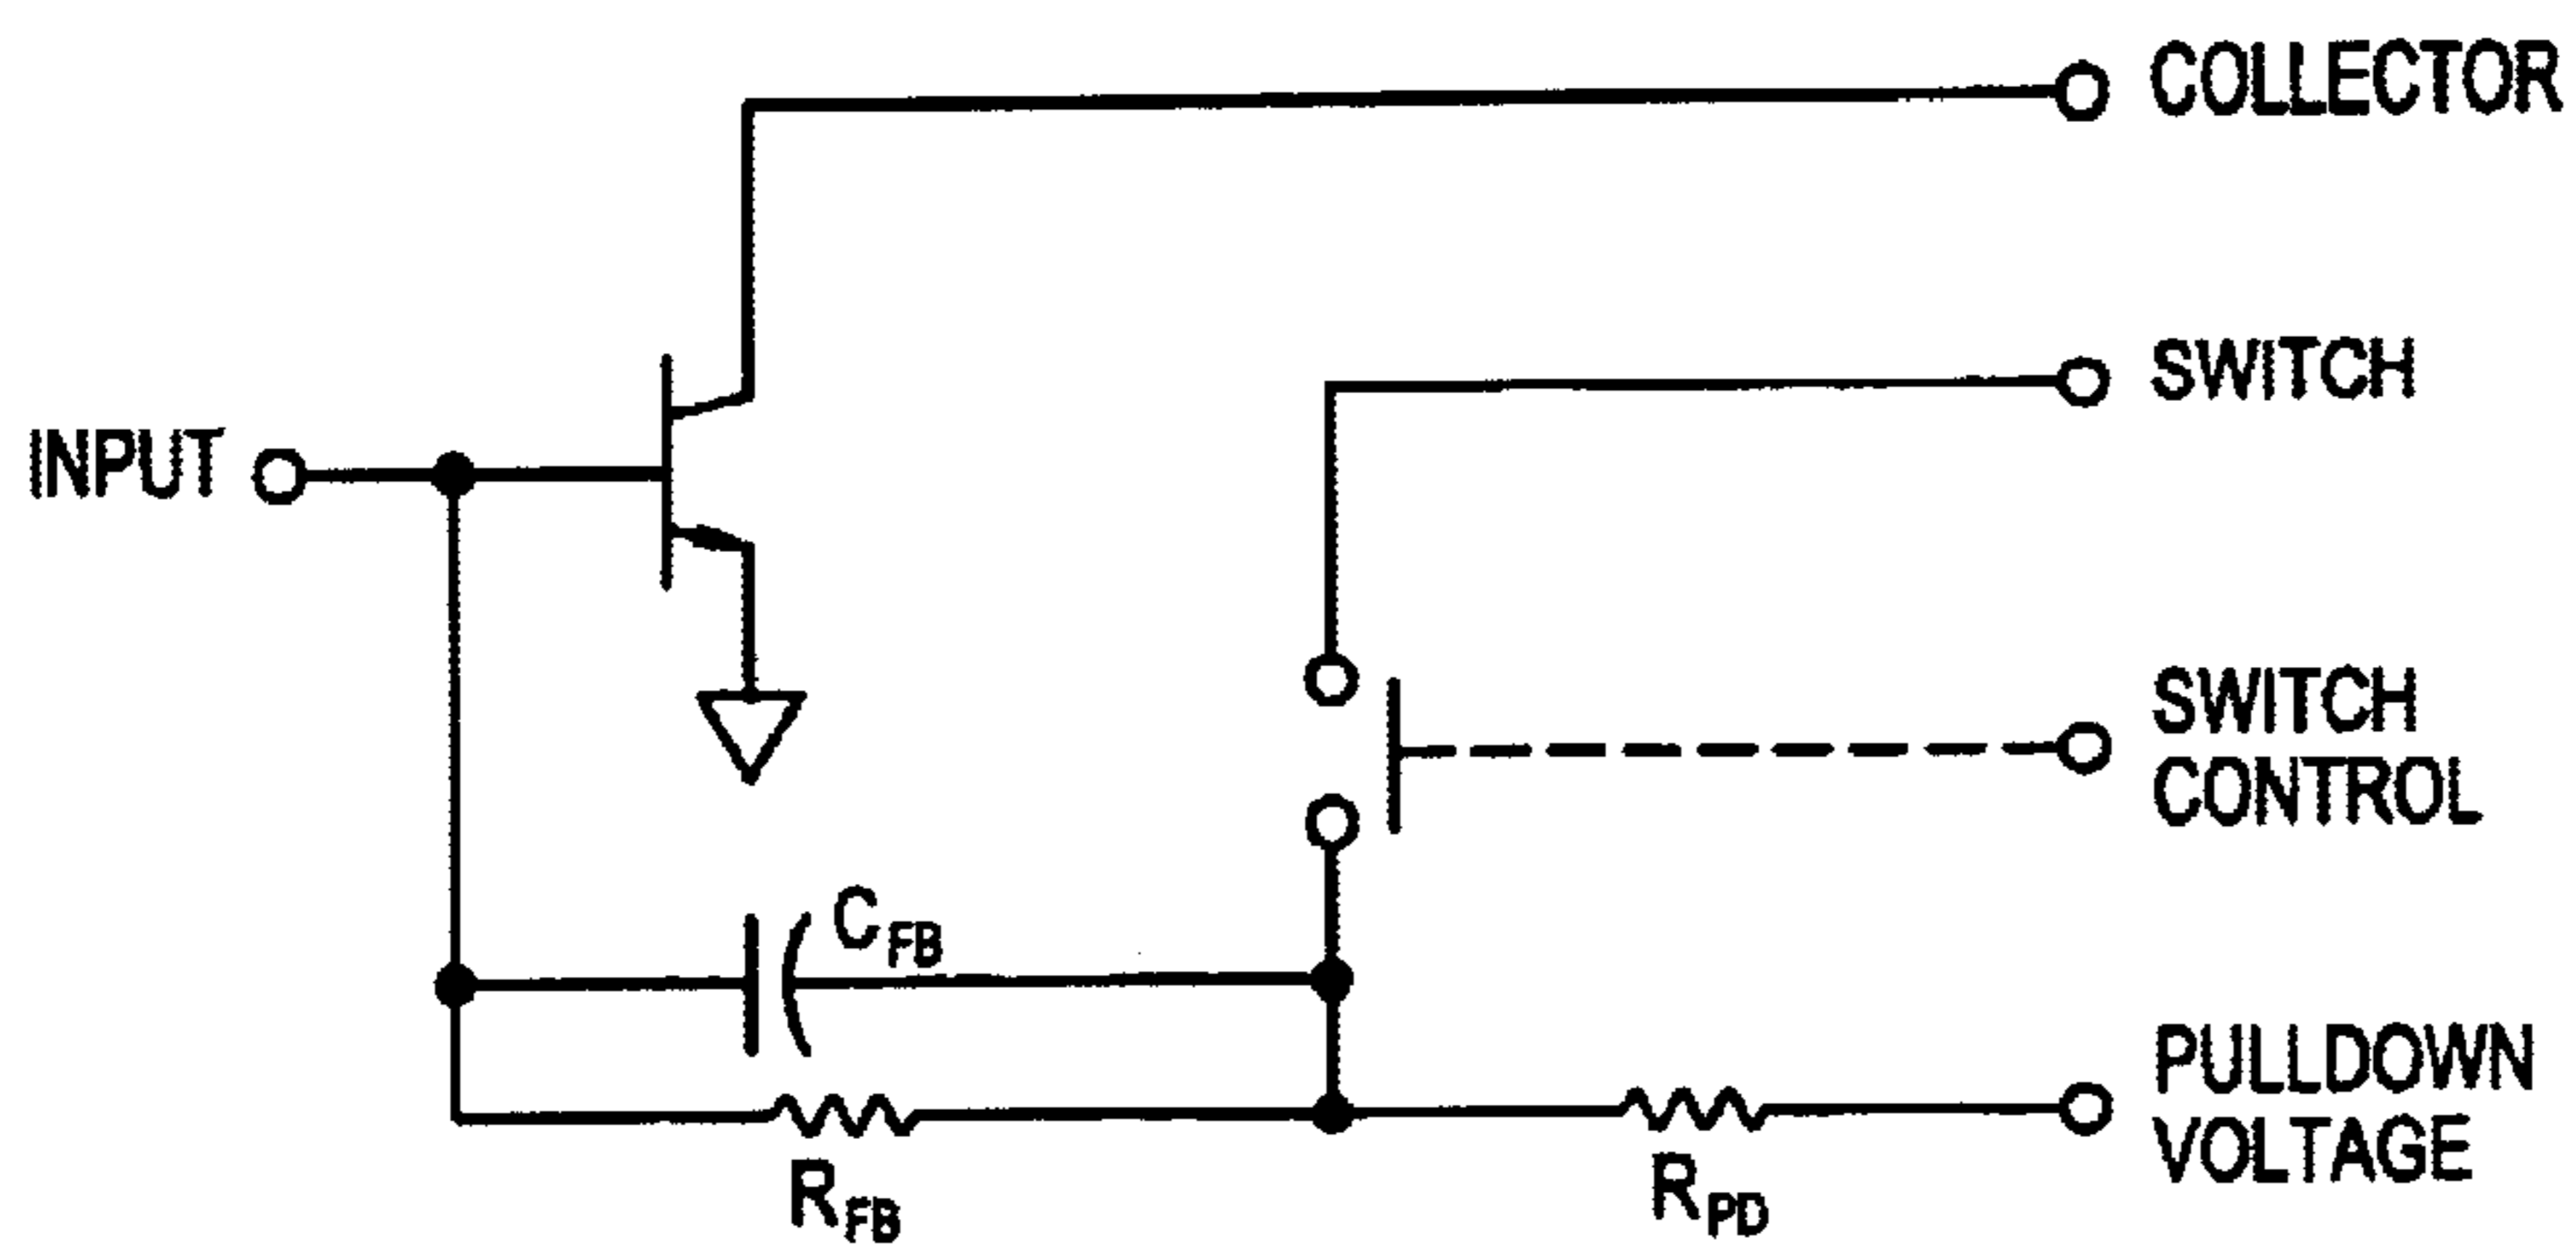 COLLECTOR
SWITCH
INPUT
SWITCH
CONTROL
CFB
PULLDOWN
VOLTAGE
RFB
RPD